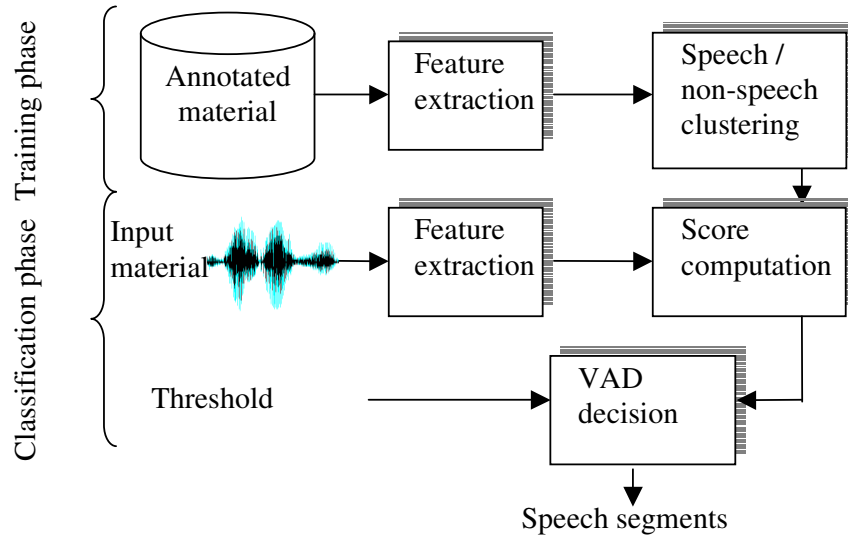 Training phase
Annotated
material
Feature
extraction
Speech /
non-speech
clustering
Classification phase
Input
material
Feature
extraction
Score
computation
Threshold
VAD
decision
Speech segments